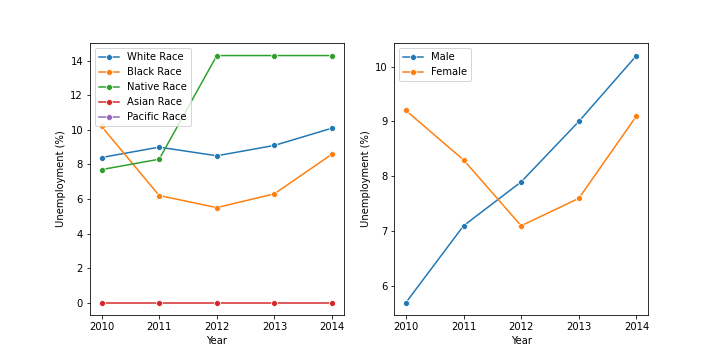 White Race
Black Race
Native Race
Asian Race
Pacific Race
14
12
10
8
6
4
2
0
Unemployment (%)
2010 2011 2012 2013 2014
Year
Male
Female
10
9
8
7
6
Unemployment (%)
2010 2011 2012 2013 2014
Year